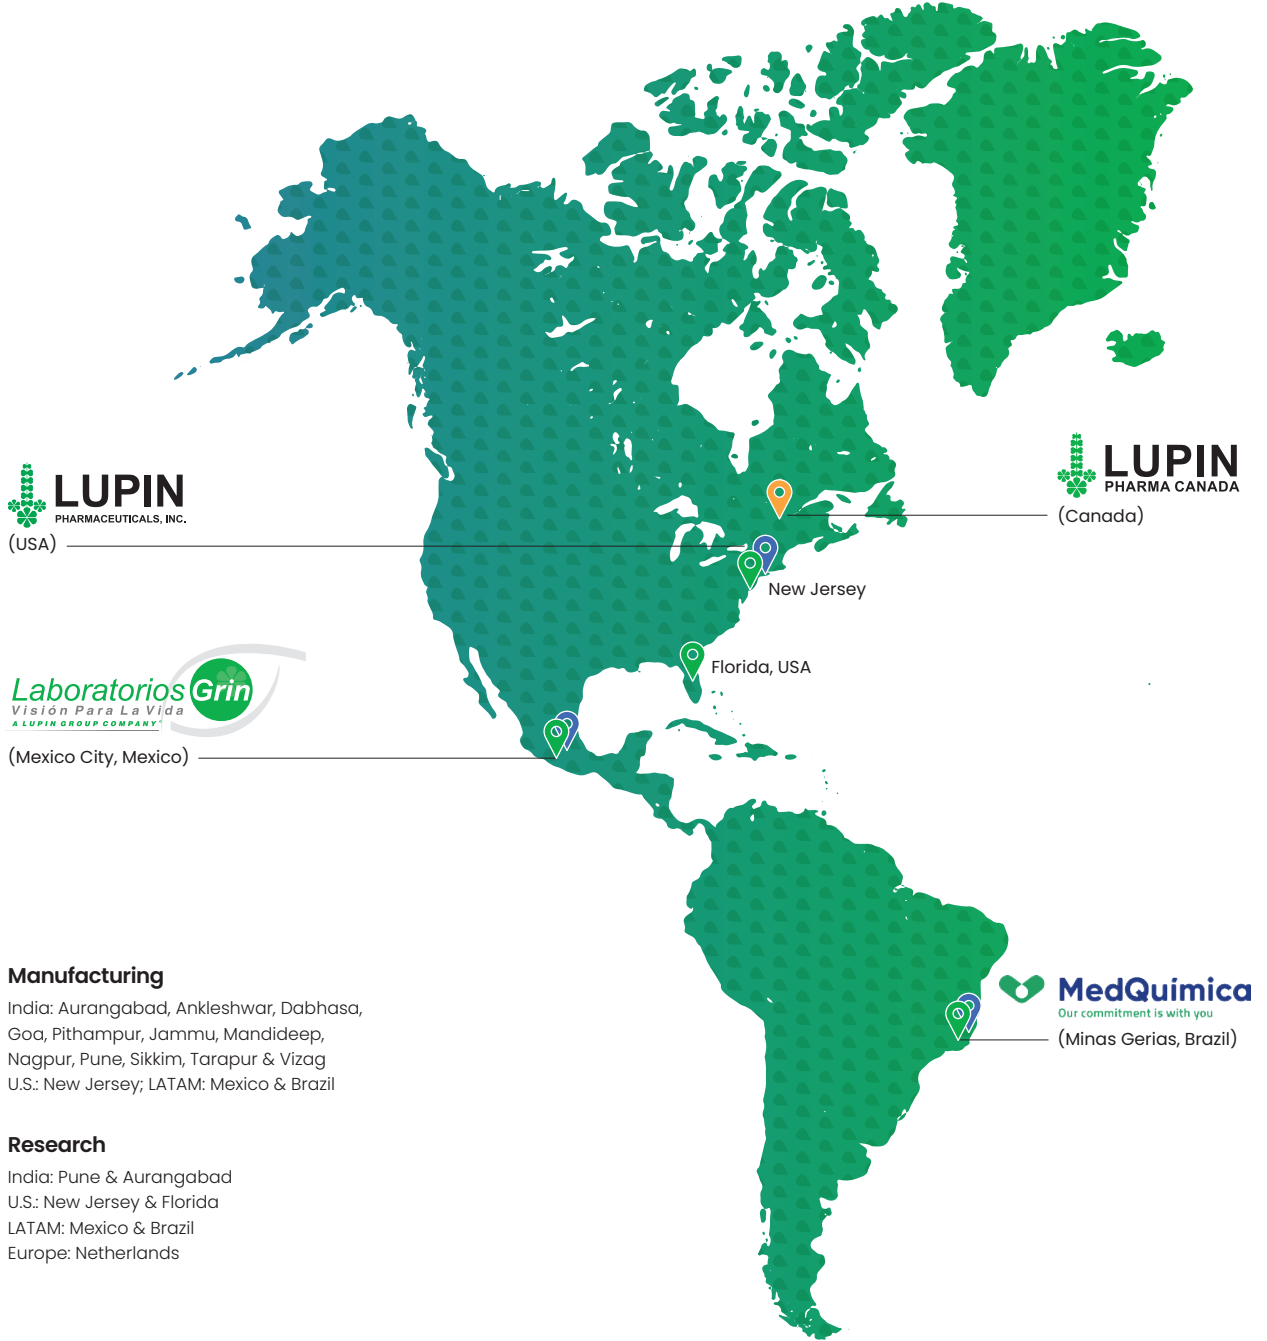 LUPIN
PHARMACEUTICALS, INC.
(USA)
LUPIN
PHARMA CANADA
(Canada)
New Jersey
Florida, USA
Laboratorios Grin
Visión Para La Vida
A LUPIN GROUP COMPANY
(Mexico City, Mexico)
MedQuímica
Our commitment is with you
(Minas Gerias, Brazil)
Manufacturing
India: Aurangabad, Ankleshwar, Dabhasa,
Goa, Pithampur, Jammu, Mandideep,
Nagpur, Pune, Sikkim, Tarapur & Vizag
U.S.: New Jersey; LATAM: Mexico & Brazil
Research
India: Pune & Aurangabad
U.S.: New Jersey & Florida
LATAM: Mexico & Brazil
Europe: Netherlands